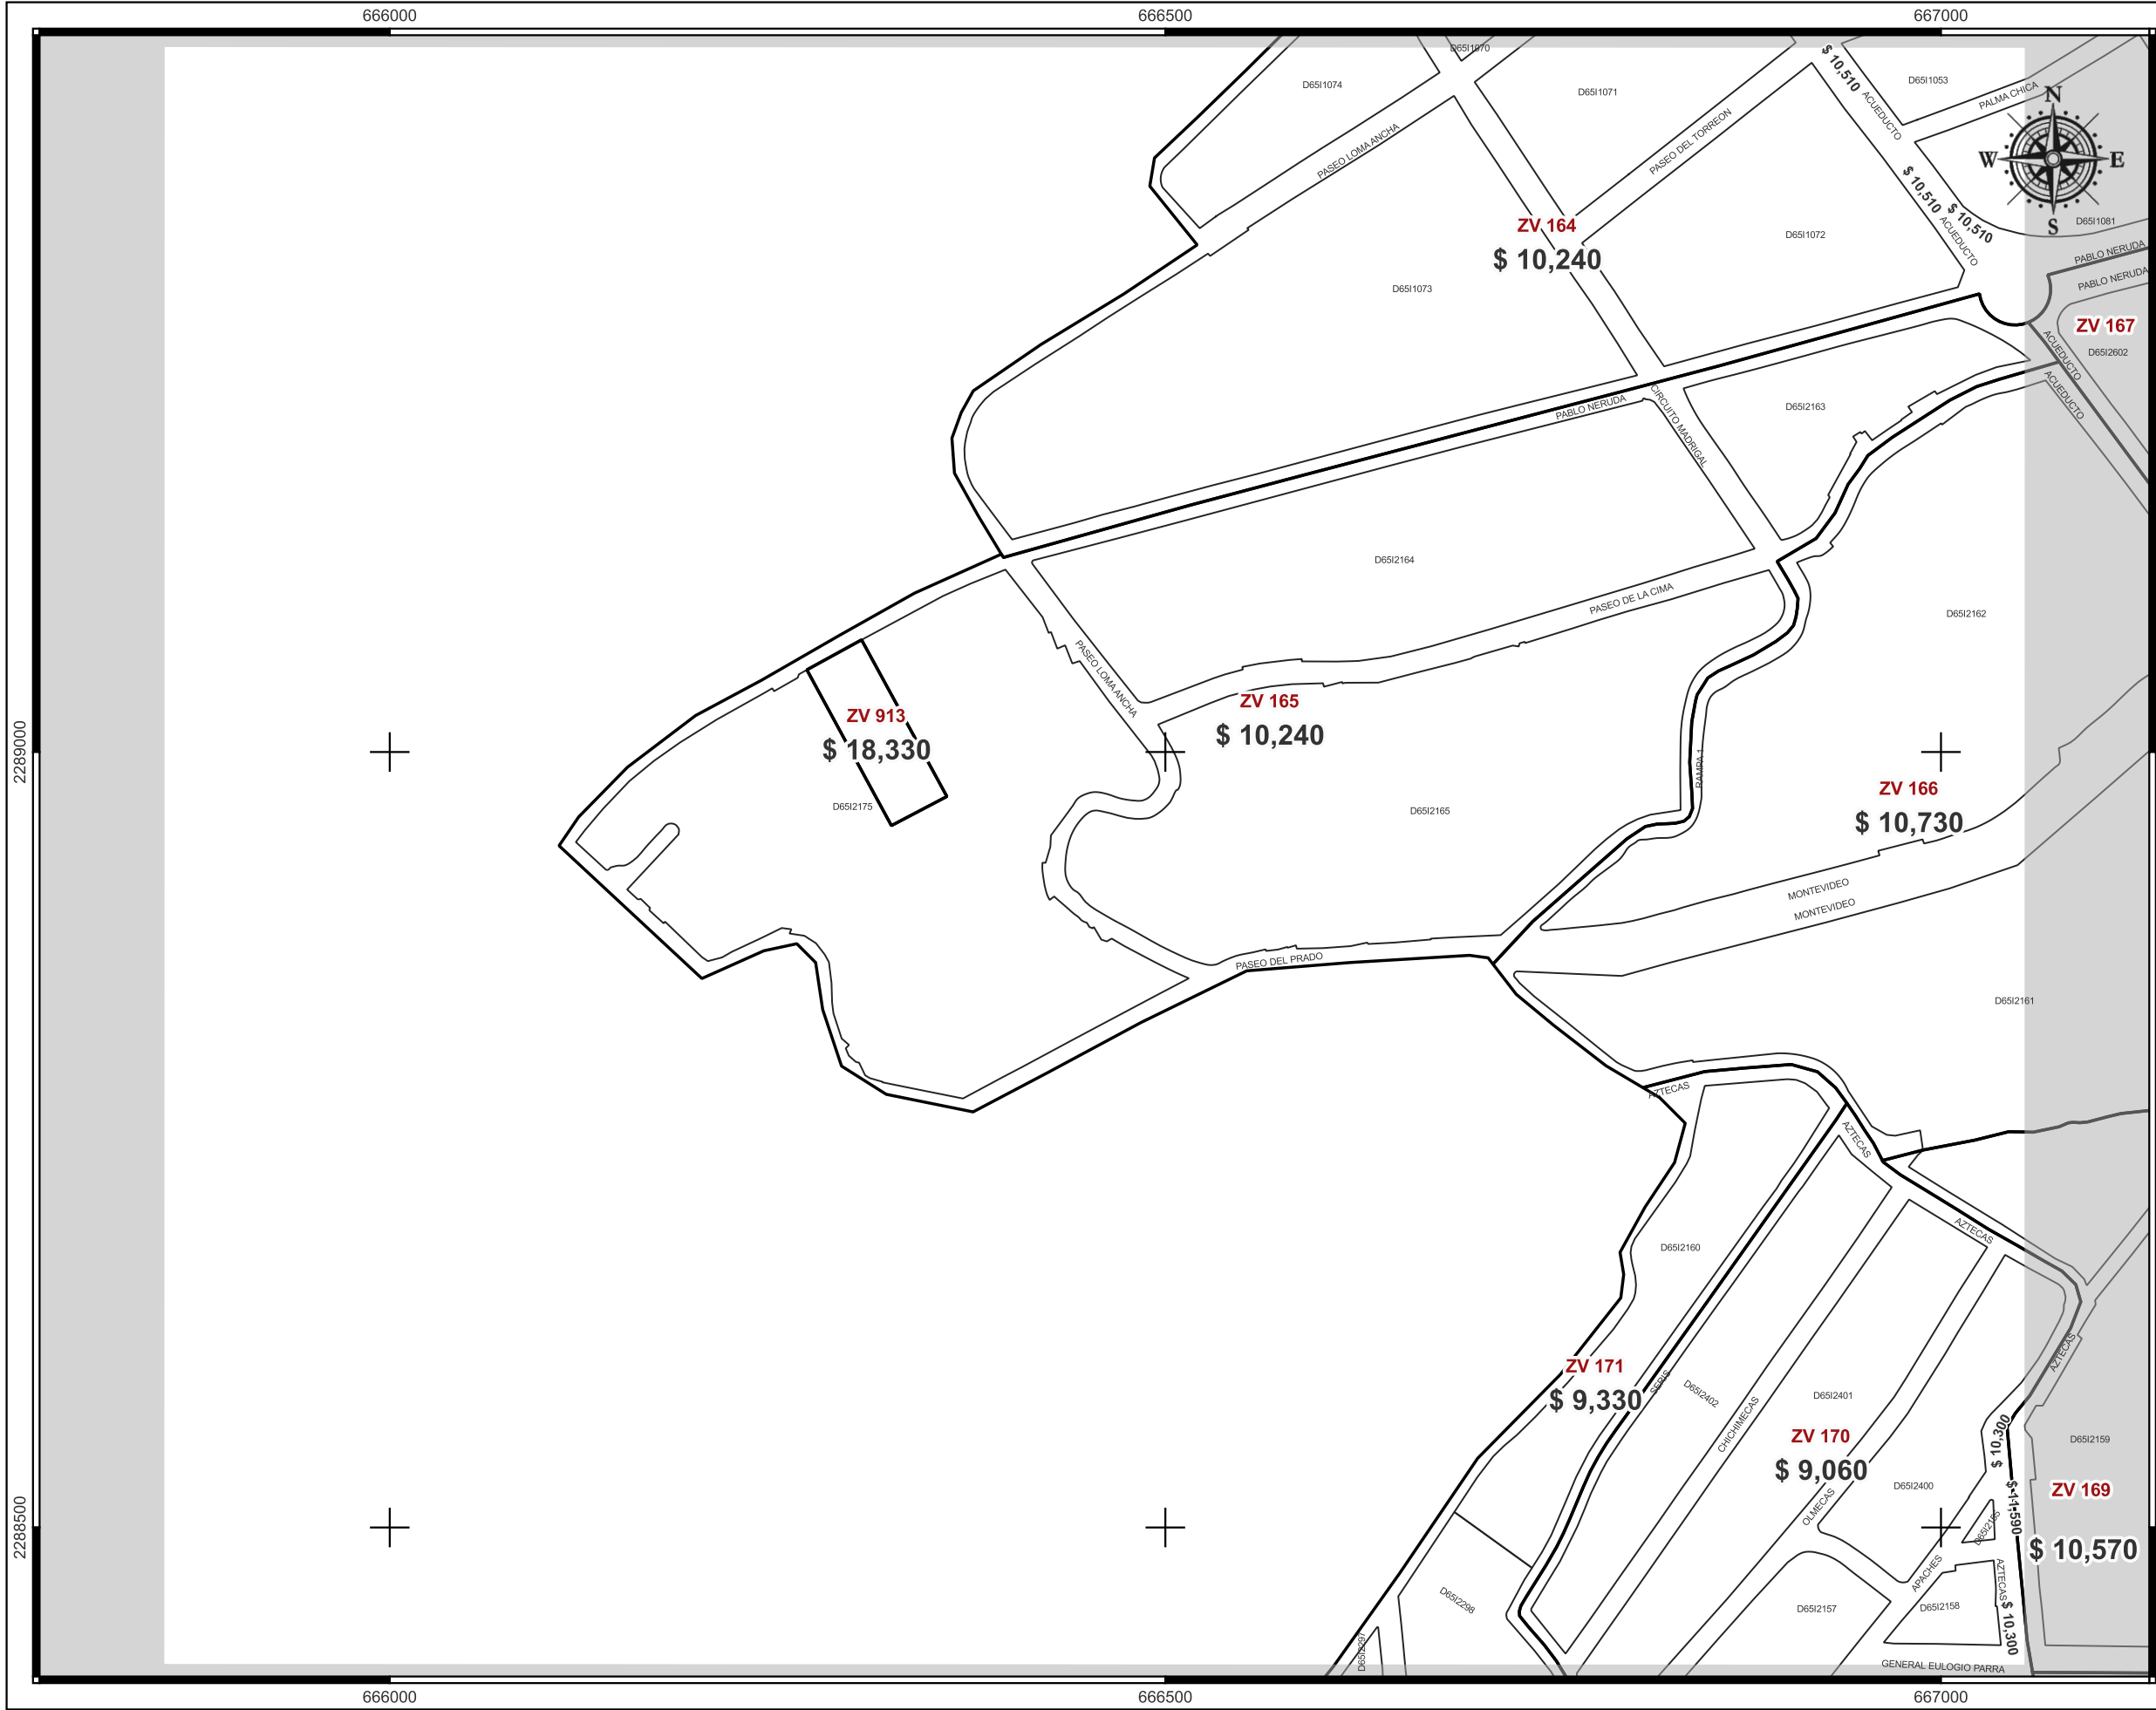 666000
666500
667000
D65I1070
D65I1074
D65I1071
D65I1053
$ 10,510
ACUEDUCTO
PALMA CHICA
N
W
E
S
PASEO LOMA ANCHA
PASEO DEL TORREON
$ 10,510
ACUEDUCTO
$ 10,510
D65I1081
ZV 164
$ 10,240
D65I1072
PABLO NERUDA
PABLO NERUDA
D65I1073
ZV 167
D65I2602
ACUEDUCTO
ACUEDUCTO
PABLO NERUDA
CIRCUITO MADRIGAL
D65I2163
D65I2164
PASEO DE LA CIMA
D65I2162
PASEO LOMA ANCHA
ZV 165
$ 10,240
ZV 913
$ 18,330
D65I2175
2289000
RAMPA 1
ZV 166
$ 10,730
D65I2165
MONTEVIDEO
MONTEVIDEO
PASEO DEL PRADO
D65I2161
AZTECAS
AZTECAS
AZTECAS
D65I2160
AZTECAS
ZV 171
$ 9,330
SERIS
D65I2402
CHICHIMECAS
D65I2401
ZV 170
$ 9,060
$ 10,300
D65I2159
OLMECAS
D65I2400
ZV 169
$ 11,590
2288500
$ 10,570
APACHES
AZTECAS
$ 10,300
D65I2298
D65I2157
D65I2158
D65I2297
GENERAL EULOGIO PARRA
666000
666500
667000